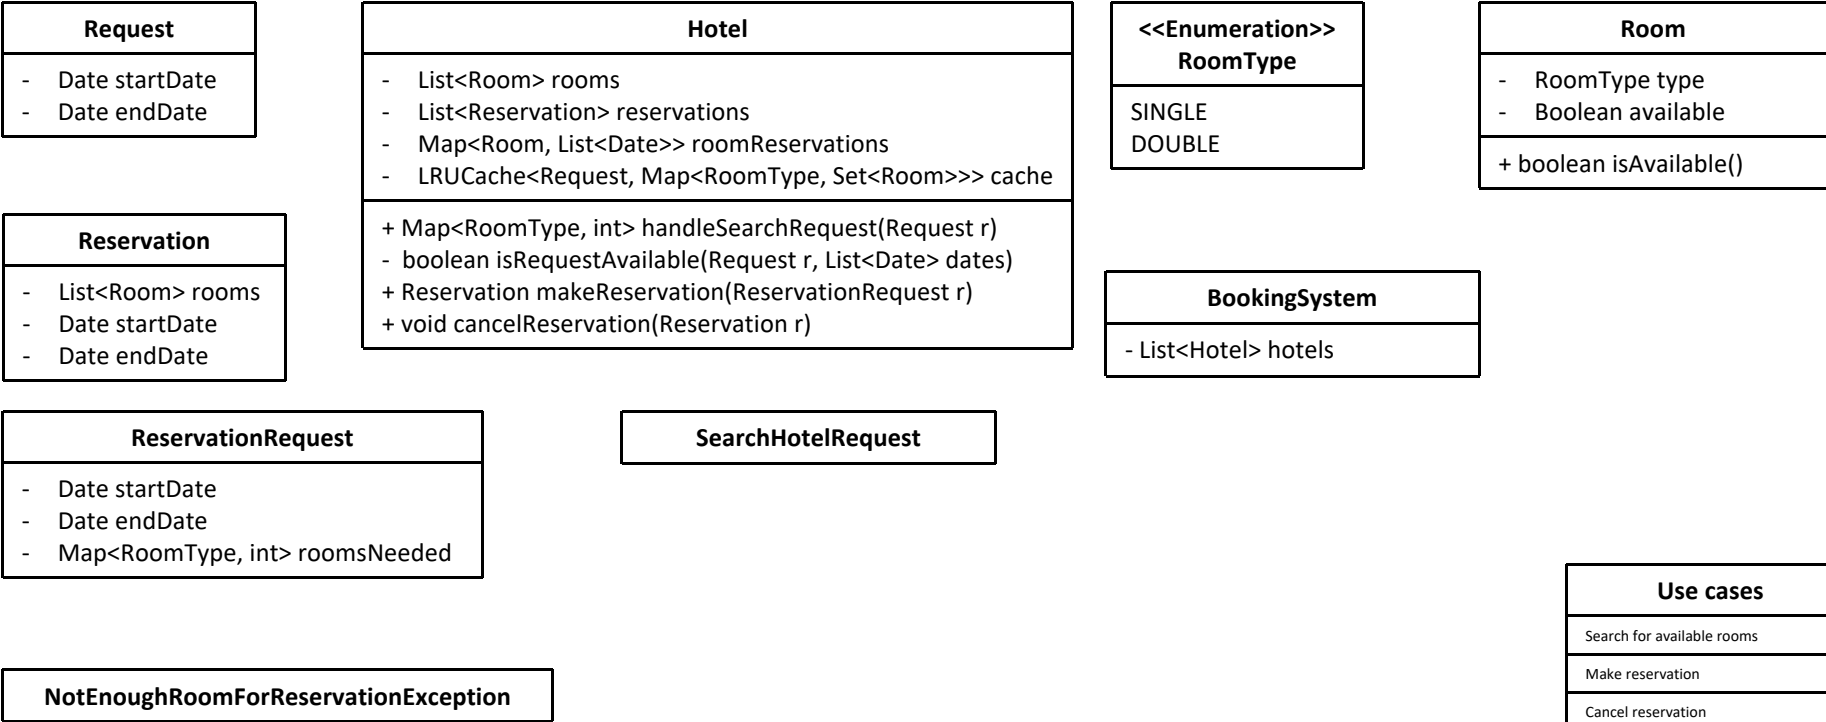 Request
- Date startDate
- Date endDate
Hotel
- List<Room> rooms
- List<Reservation> reservations
- Map<Room, List<Date>> roomReservations
- LRUCache<Request, Map<RoomType, Set<Room>>> cache
+ Map<RoomType, int> handleSearchRequest(Request r)
- boolean isRequestAvailable(Request r, List<Date> dates)
+ Reservation makeReservation(ReservationRequest r)
+ void cancelReservation(Reservation r)
<<Enumeration>>
RoomType
SINGLE
DOUBLE
Room
- RoomType type
- Boolean available
+ boolean isAvailable()
Reservation
- List<Room> rooms
- Date startDate
- Date endDate
BookingSystem
- List<Hotel> hotels
ReservationRequest
- Date startDate
- Date endDate
- Map<RoomType, int> roomsNeeded
SearchHotelRequest
NotEnoughRoomForReservationException
Use cases
Search for available rooms
Make reservation
Cancel reservation